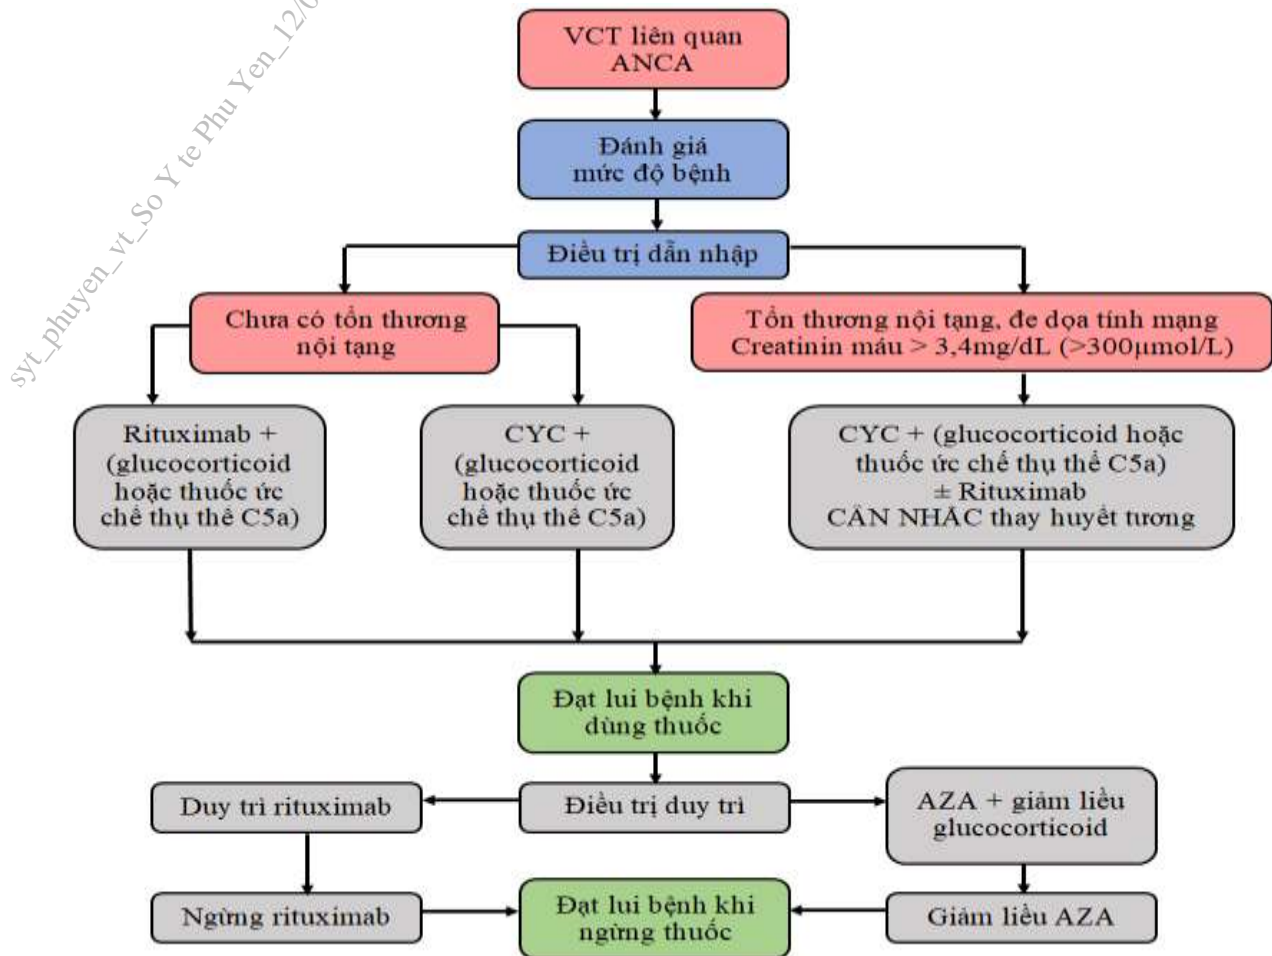 syt_phuyen_vt_So Y te Phu Yen_12/0
VCT liên quan
ANCA
Đánh giá
mức độ bệnh
Điều trị dẫn nhập
Chưa có tổn thương
nội tạng
Tổn thương nội tạng, đe dọa tính mạng
Creatinin máu > 3,4mg/dL (>300µmol/L)
Rituximab +
(glucocorticoid
hoặc thuốc ức
chế thụ thể C5a)
CYC +
(glucocorticoid
hoặc thuốc ức
chế thụ thể C5a)
CYC + (glucocorticoid hoặc
thuốc ức chế thụ thể C5a)
± Rituximab
CÂN NHẮC thay huyết tương
Đạt lui bệnh khi
dùng thuốc
Duy trì rituximab
Điều trị duy trì
AZA + giảm liều
glucocorticoid
Ngừng rituximab
Đạt lui bệnh khi
ngừng thuốc
Giảm liều AZA